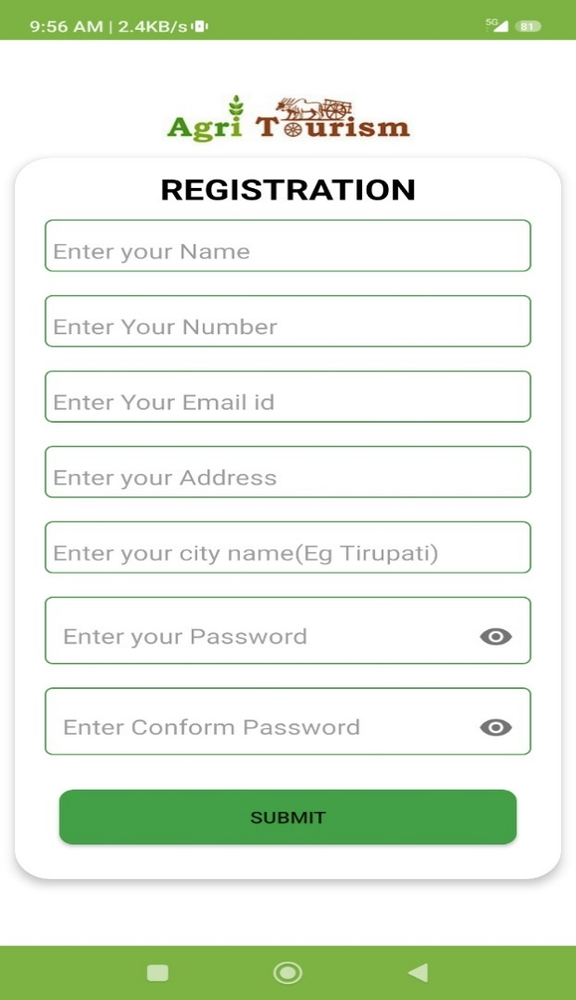 9:56 AM | 2.4KB/s
5G
81
Agri Tourism
REGISTRATION
Enter your Name
Enter Your Number
Enter Your Email id
Enter your Address
Enter your city name(Eg Tirupati)
Enter your Password
Enter Conform Password
SUBMIT